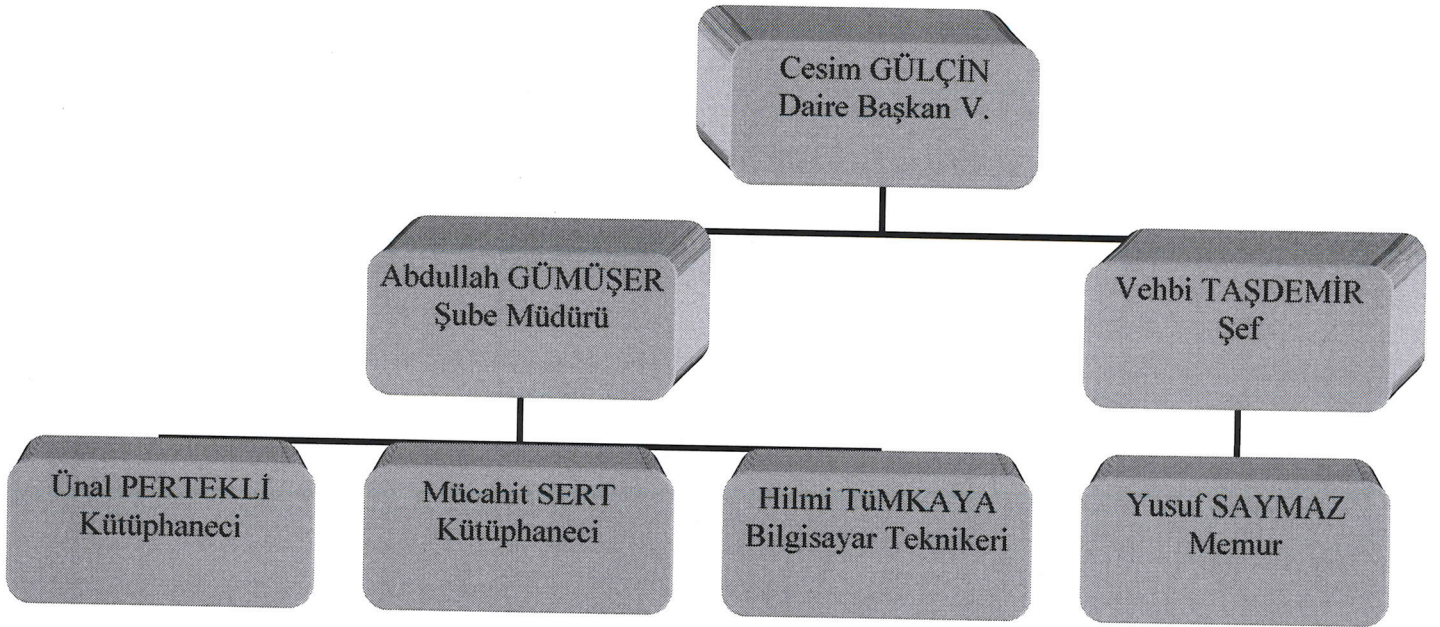 Cesim GÜLÇİN
Daire Başkan V.
Abdullah GÜMÜŞER
Şube Müdürü
Vehbi TAŞDEMİR
Şef
Ünal PERTEKLİ
Kütüphaneci
Mücahit SERT
Kütüphaneci
Hilmi TüMKAYA
Bilgisayar Teknikeri
Yusuf SAYMAZ
Memur